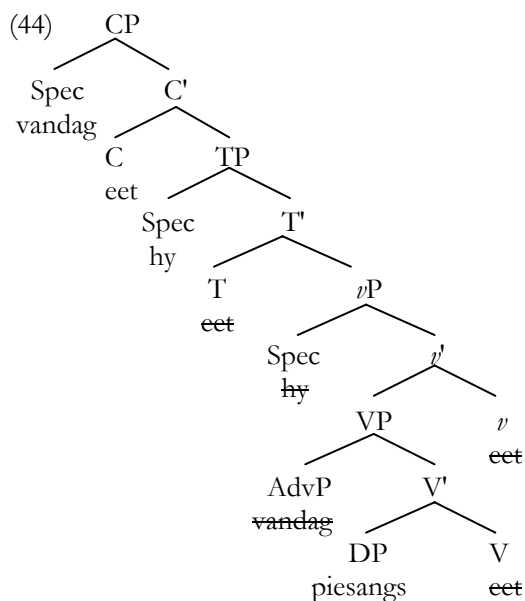 (44) CP
Spec C'
vandag
C TP
eet
Spec T'
hy
T vP
eet
Spec v'
hy
VP v
eet
AdvP V'
vandag
DP V
piesangs eet